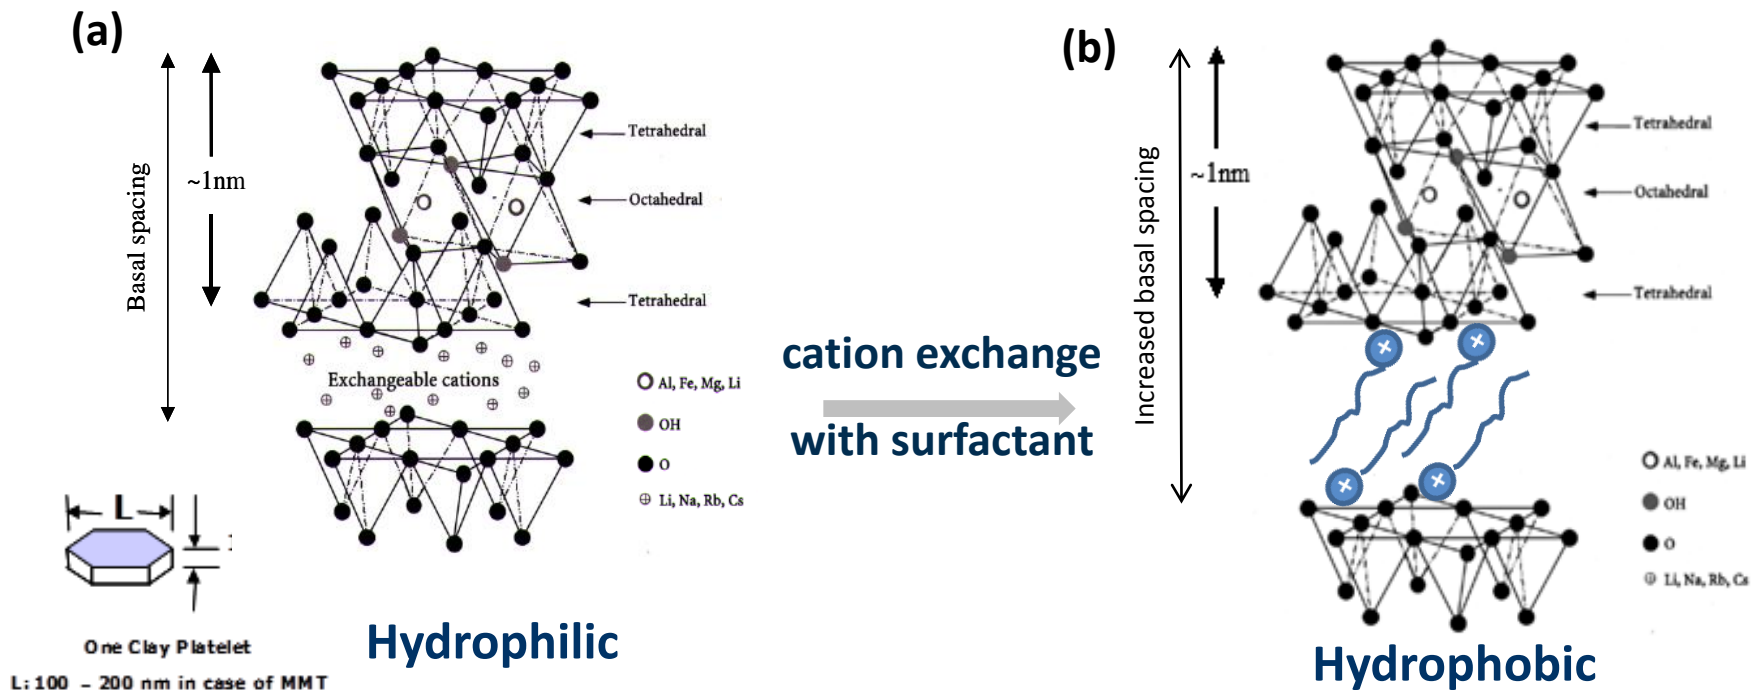 (a)
Basal spacing
~1nm
Tetrahedral
Octahedral
Tetrahedral
Exchangeable cations
Al, Fe, Mg, Li
OH
O
Li, Na, Rb, Cs
L
One Clay Platelet
L: 100 – 200 nm in case of MMT
Hydrophilic
cation exchange
with surfactant
(b)
Increased basal spacing
~1nm
Tetrahedral
Octahedral
Tetrahedral
+
+
+
+
Al, Fe, Mg, Li
OH
O
Li, Na, Rb, Cs
Hydrophobic